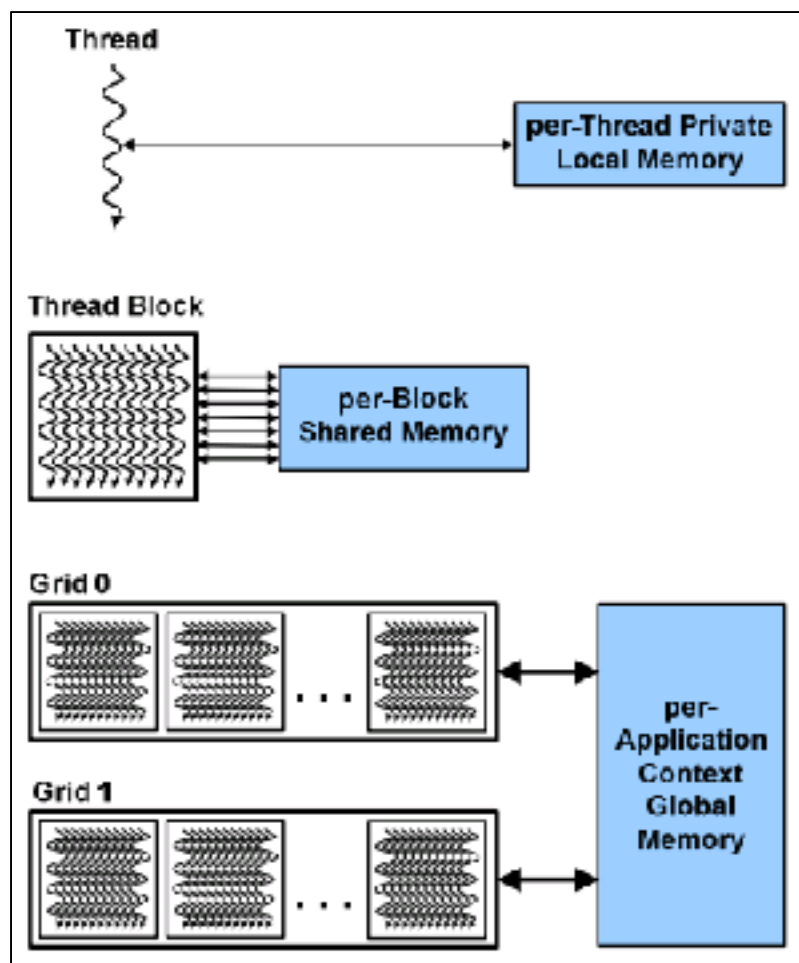 Thread
per-Thread Private
Local Memory
Thread Block
per-Block
Shared Memory
Grid 0
. . .
per-
Application
Context
Global
Memory
Grid 1
. . .